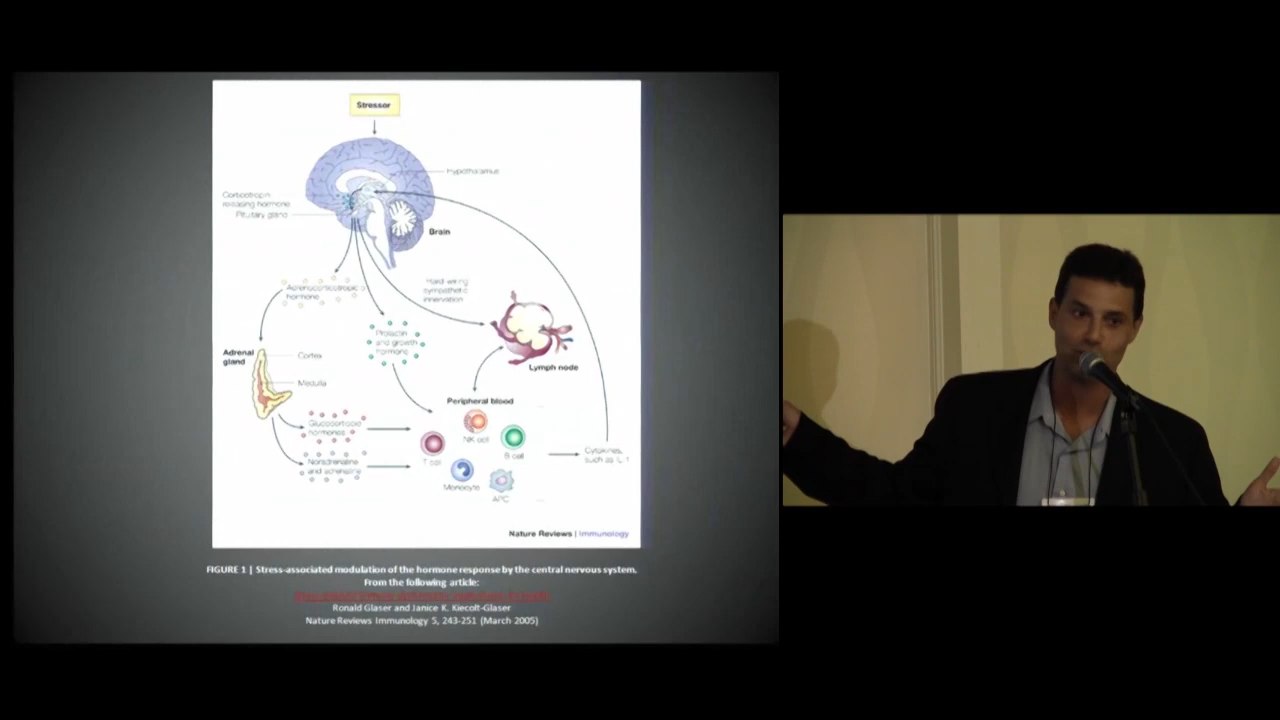 Stressor
Hypothalamus
Corticotropin
releasing hormone
Pituitary gland
Brain
Hard-wiring
sympathetic
innervation
Adrenocorticotropic
hormone
Prolactin
and growth
hormone
Adrenal
gland
Cortex
Medulla
Lymph node
Peripheral blood
Glucocorticoid
hormones
NK cell
T cell
B cell
Cytokines,
such as IL-1
Noradrenaline
and adrenaline
Monocyte
APC
Nature Reviews | Immunology
FIGURE 1 | Stress-associated modulation of the hormone response by the central nervous system.
From the following article:
Ronald Glaser and Janice K. Kiecolt-Glaser
Nature Reviews Immunology 5, 243-251 (March 2005)